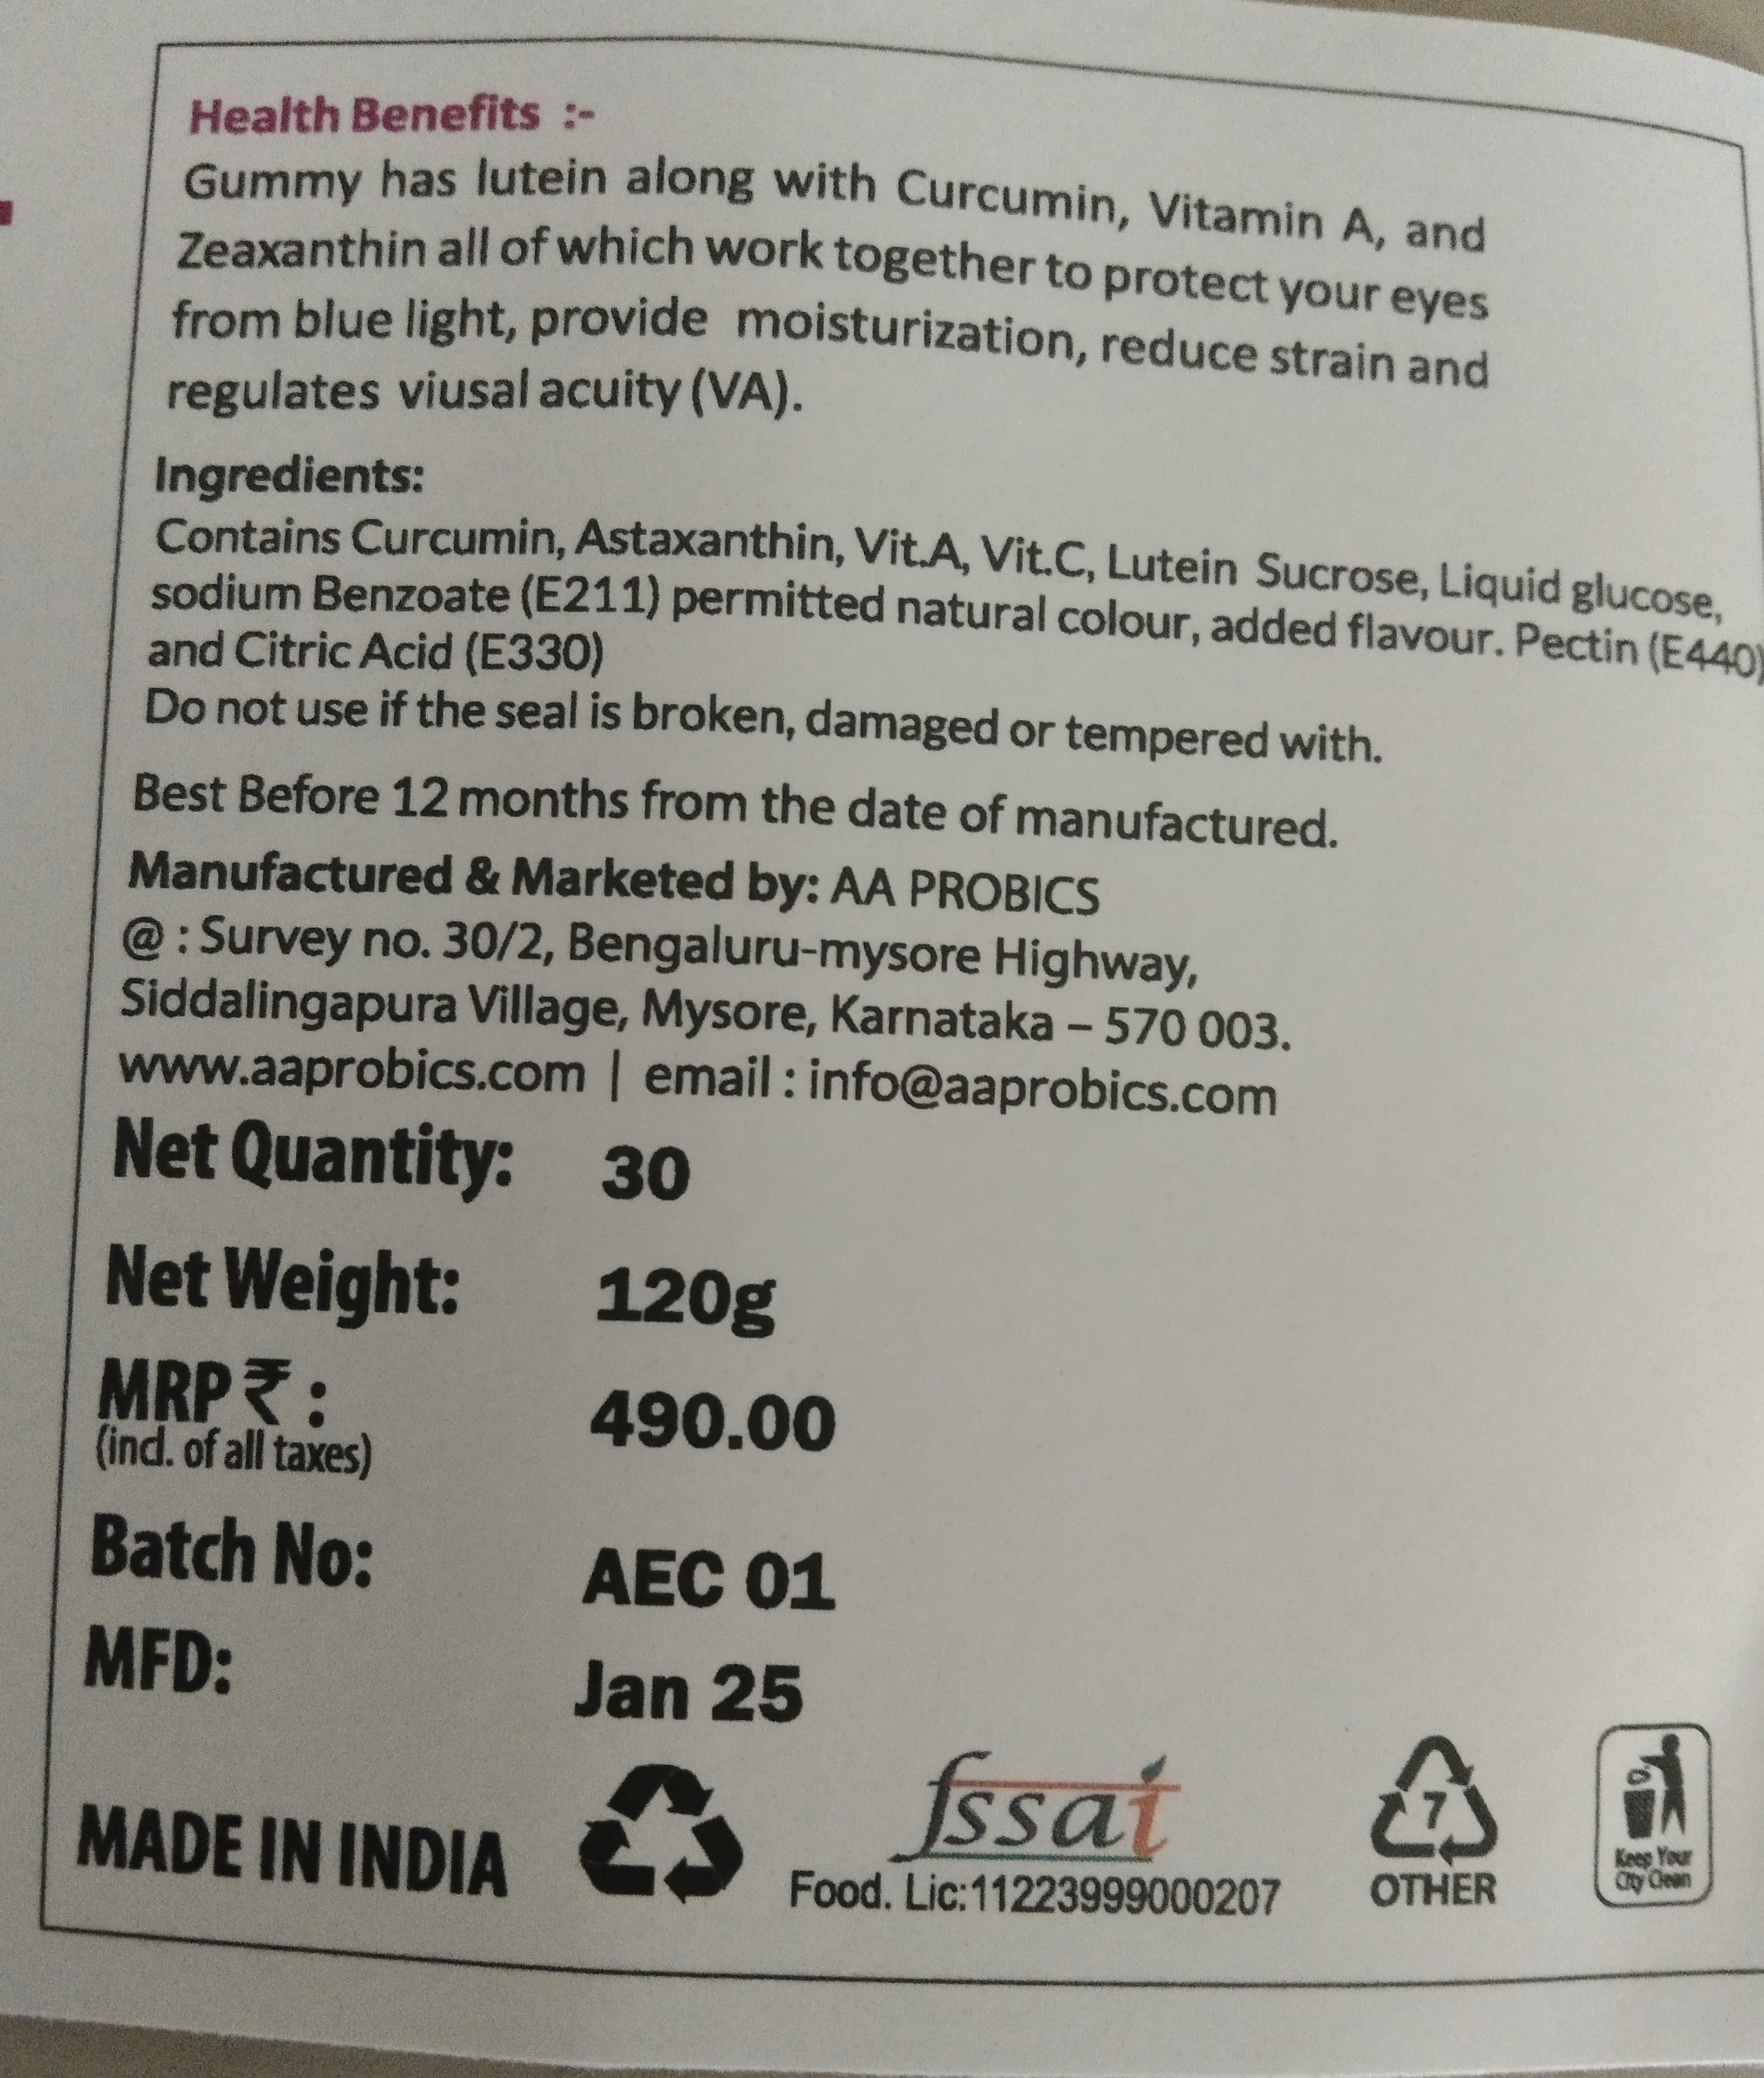 Health Benefits :-
Gummy has lutein along with Curcumin, Vitamin A, and
Zeaxanthin all of which work together to protect your eyes
from blue light, provide moisturization, reduce strain and
regulates viusal acuity (VA).
Ingredients:
Contains Curcumin, Astaxanthin, Vit.A, Vit.C, Lutein Sucrose, Liquid glucose,
sodium Benzoate (E211) permitted natural colour, added flavour. Pectin (E440)
and Citric Acid (E330)
Do not use if the seal is broken, damaged or tempered with.
Best Before 12 months from the date of manufactured.
Manufactured & Marketed by: AA PROBICS
@ : Survey no. 30/2, Bengaluru-mysore Highway,
Siddalingapura Village, Mysore, Karnataka – 570 003.
www.aaprobics.com | email : info@aaprobics.com
Net Quantity: 30
Net Weight: 120g
MRP ₹ : 490.00
(incl. of all taxes)
Batch No: AEC 01
MFD: Jan 25
MADE IN INDIA
fssai
Food. Lic:11223999000207
7
OTHER
Keep Your
City Clean